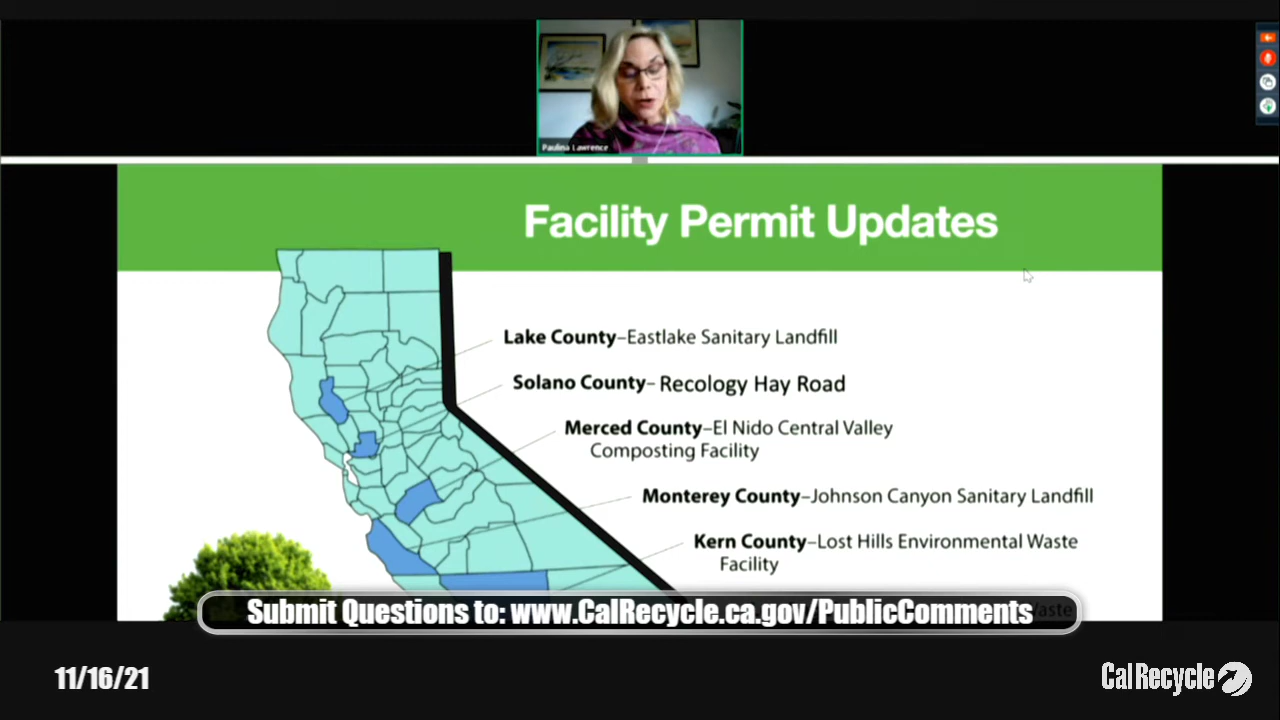 Paulina Lawrence
Facility Permit Updates
Lake County–Eastlake Sanitary Landfill
Solano County– Recology Hay Road
Merced County–El Nido Central Valley
Composting Facility
Monterey County–Johnson Canyon Sanitary Landfill
Kern County–Lost Hills Environmental Waste
Facility
Waste
Submit Questions to: www.CalRecycle.ca.gov/PublicComments
11/16/21
CalRecycle